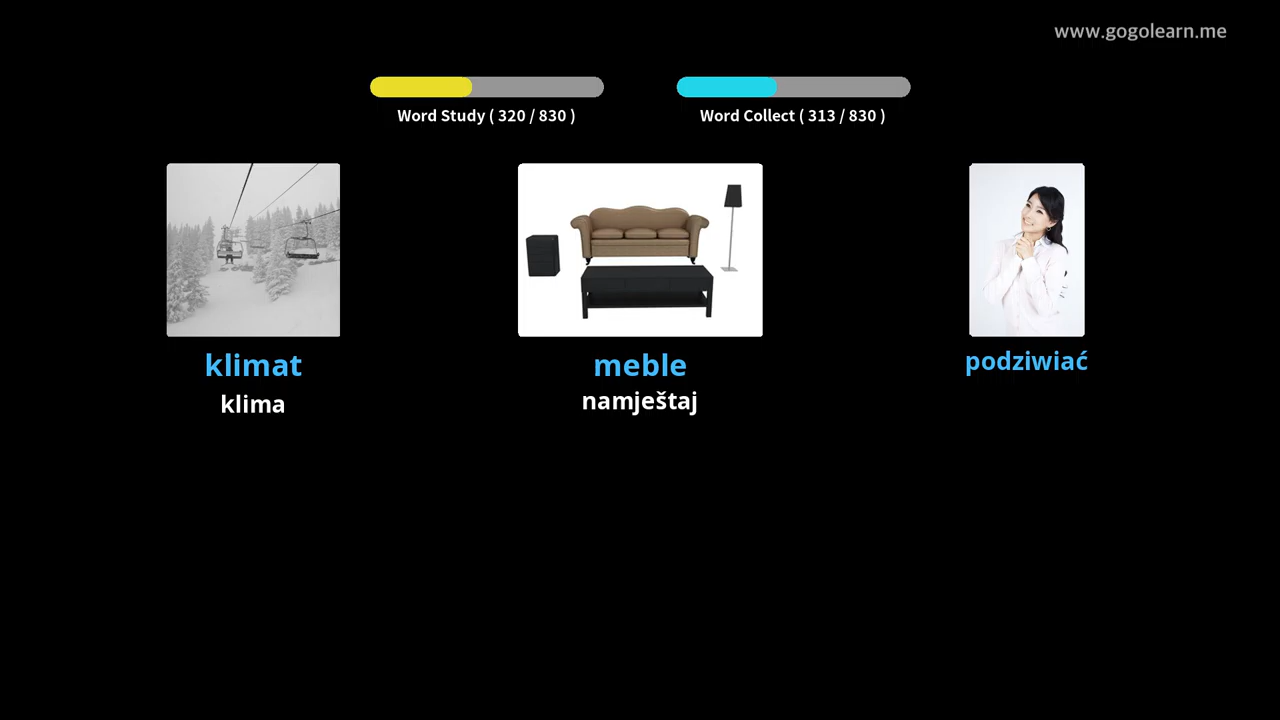 www.gogolearn.me
Word Study ( 320 / 830 )
Word Collect ( 313 / 830 )
klimat
klima
meble
namještaj
podziwiać